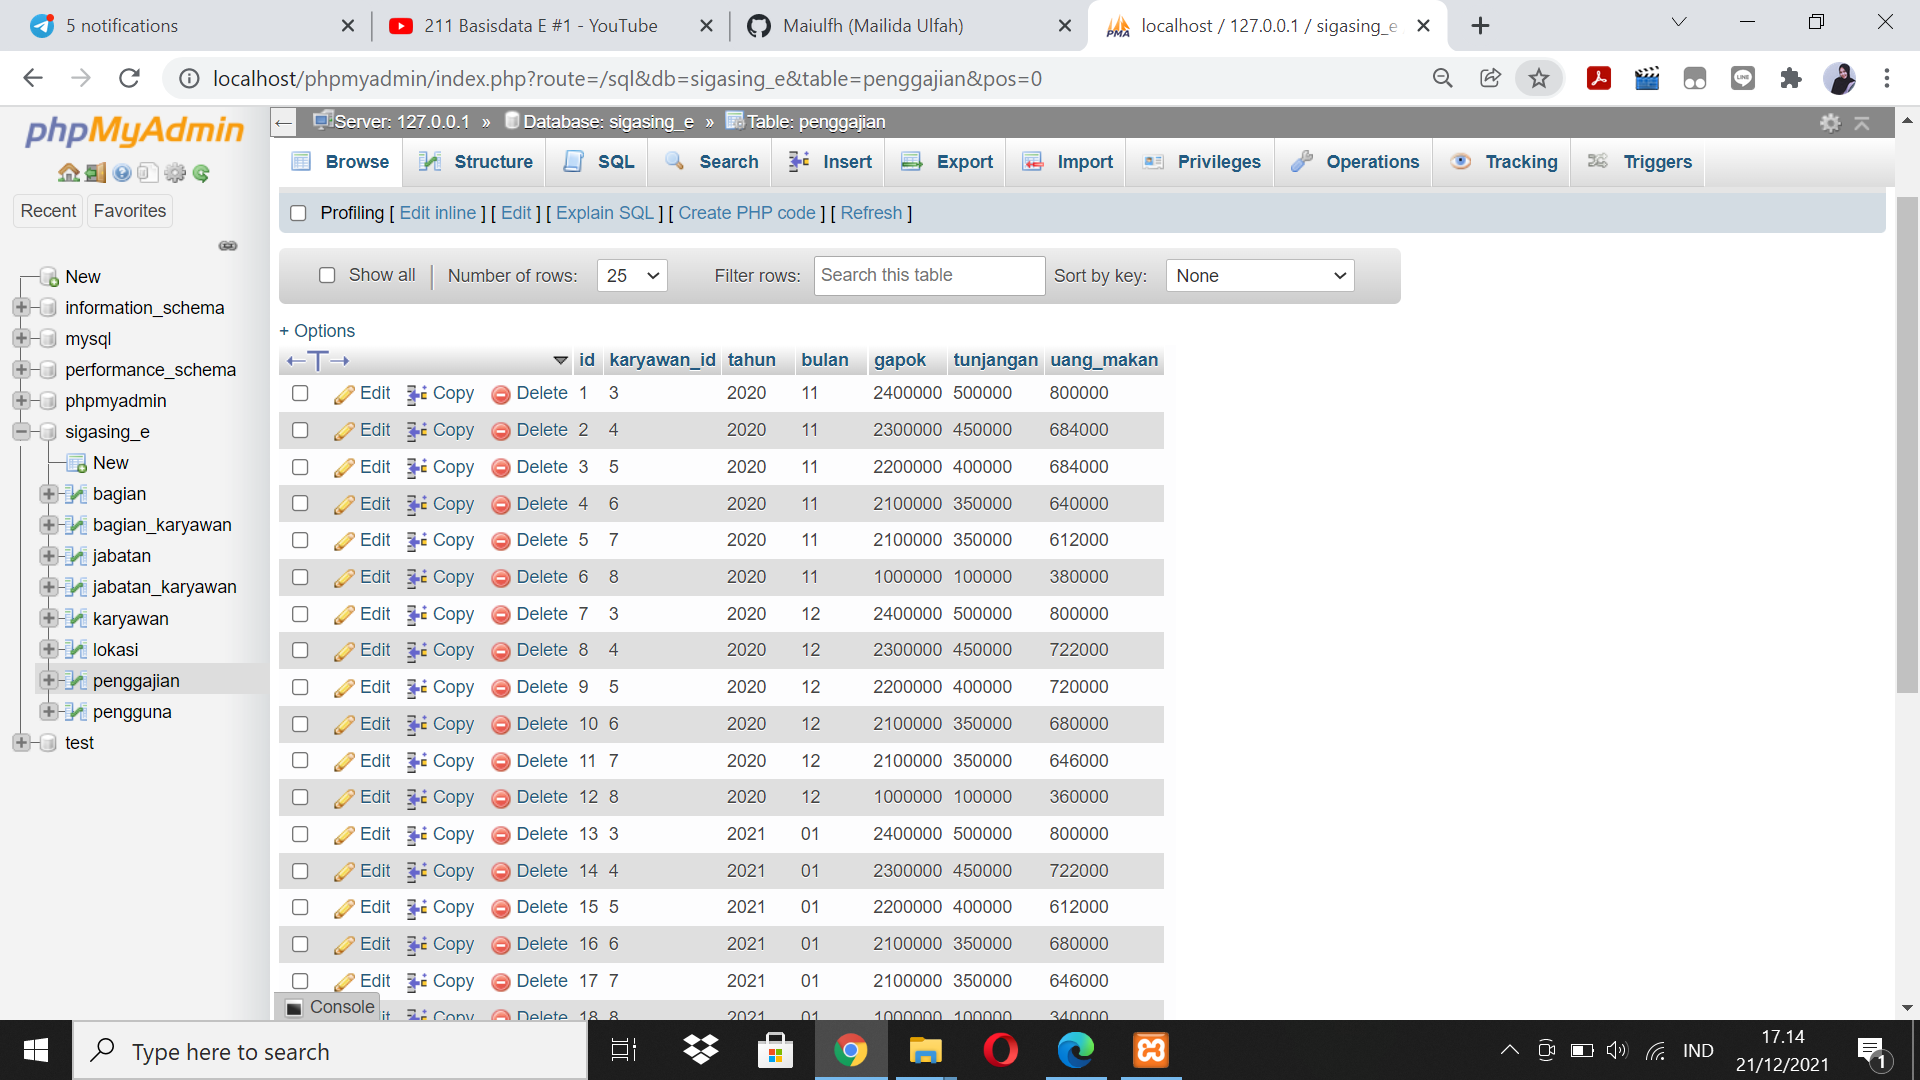 5 notifications
211 Basisdata E #1 - YouTube
Maiulfh (Mailida Ulfah)
localhost / 127.0.0.1 / sigasing_e
localhost/phpmyadmin/index.php?route=/sql&db=sigasing_e&table=penggajian&pos=0
phpMyAdmin
Recent
Favorites
New
information_schema
mysql
performance_schema
phpmyadmin
sigasing_e
New
bagian
bagian_karyawan
jabatan
jabatan_karyawan
karyawan
lokasi
penggajian
pengguna
test
Server: 127.0.0.1 » Database: sigasing_e » Table: penggajian
Browse Structure SQL Search Insert Export Import Privileges Operations Tracking Triggers
Profiling [ Edit inline ] [ Edit ] [ Explain SQL ] [ Create PHP code ] [ Refresh ]
Show all Number of rows: 25 Filter rows: Search this table Sort by key: None
+ Options
id karyawan_id tahun bulan gapok tunjangan uang_makan
Edit Copy Delete 1 3 2020 11 2400000 500000 800000
Edit Copy Delete 2 4 2020 11 2300000 450000 684000
Edit Copy Delete 3 5 2020 11 2200000 400000 684000
Edit Copy Delete 4 6 2020 11 2100000 350000 640000
Edit Copy Delete 5 7 2020 11 2100000 350000 612000
Edit Copy Delete 6 8 2020 11 1000000 100000 380000
Edit Copy Delete 7 3 2020 12 2400000 500000 800000
Edit Copy Delete 8 4 2020 12 2300000 450000 722000
Edit Copy Delete 9 5 2020 12 2200000 400000 720000
Edit Copy Delete 10 6 2020 12 2100000 350000 680000
Edit Copy Delete 11 7 2020 12 2100000 350000 646000
Edit Copy Delete 12 8 2020 12 1000000 100000 360000
Edit Copy Delete 13 3 2021 01 2400000 500000 800000
Edit Copy Delete 14 4 2021 01 2300000 450000 722000
Edit Copy Delete 15 5 2021 01 2200000 400000 612000
Edit Copy Delete 16 6 2021 01 2100000 350000 680000
Edit Copy Delete 17 7 2021 01 2100000 350000 646000
Copy Delete 18 8 2021 01 1000000 100000 340000
Console
Type here to search
IND
17.14
21/12/2021
1